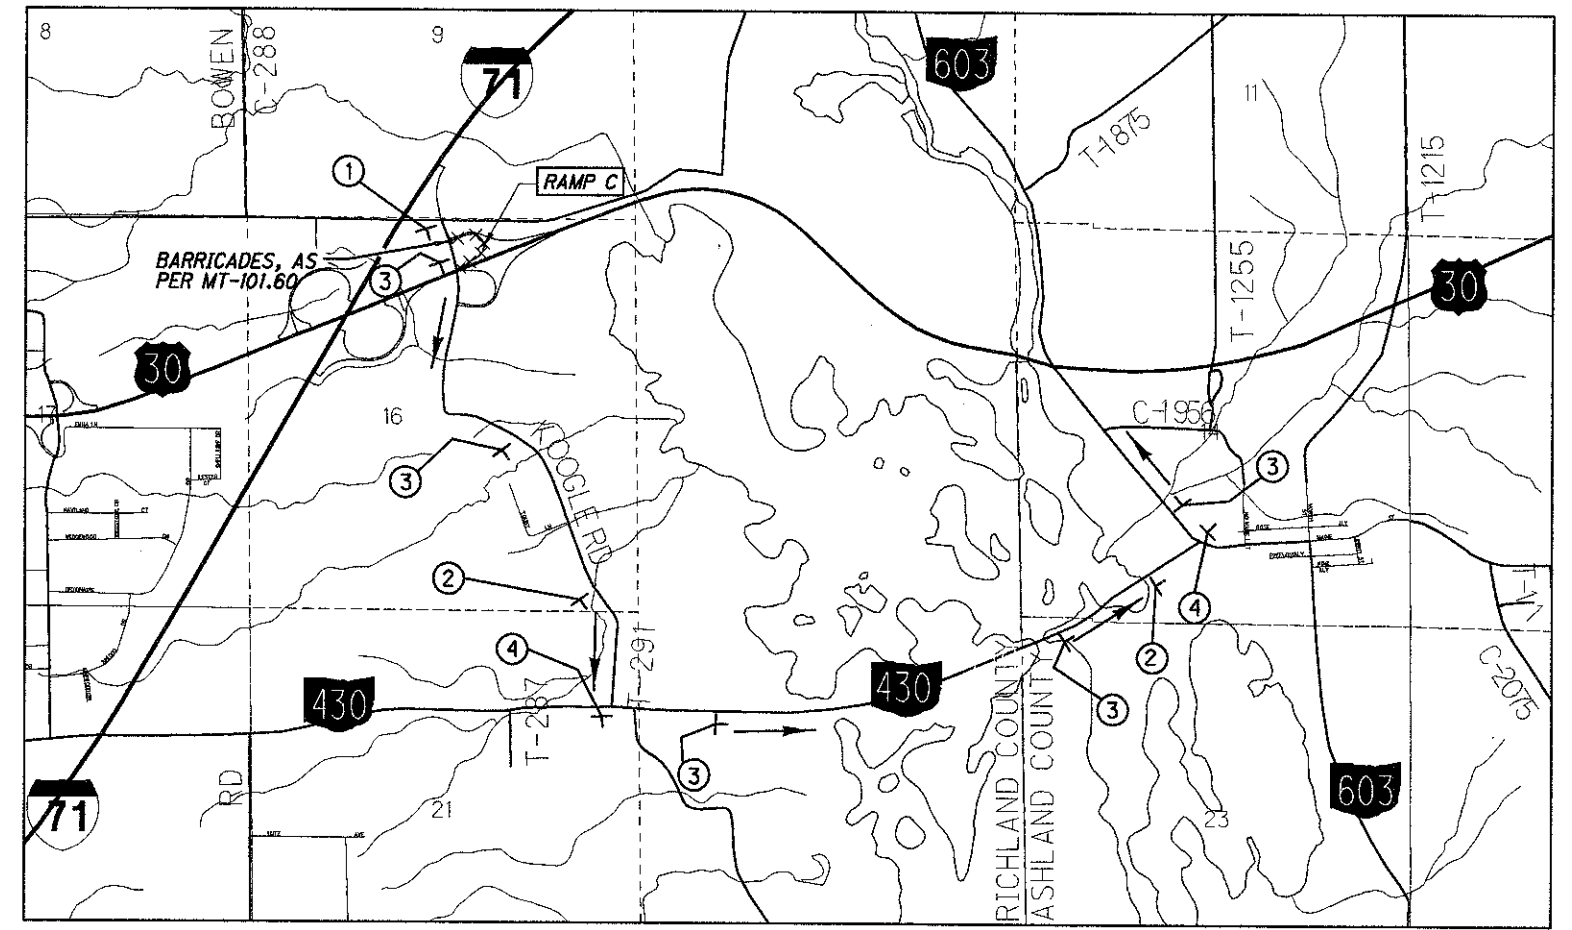 8
BOWEN
C-288
9
71
603
11
T-1875
T-1215
1
RAMP C
BARRICADES, AS
PER MT-101.60
3
T-1255
30
30
17
16
C-1956
3
KOOGLE RD
3
2
4
2
4
T-291
T-287
430
430
3
C-2075
3
RICHLAND COUNTY
ASHLAND COUNTY
RD
71
21
603
23